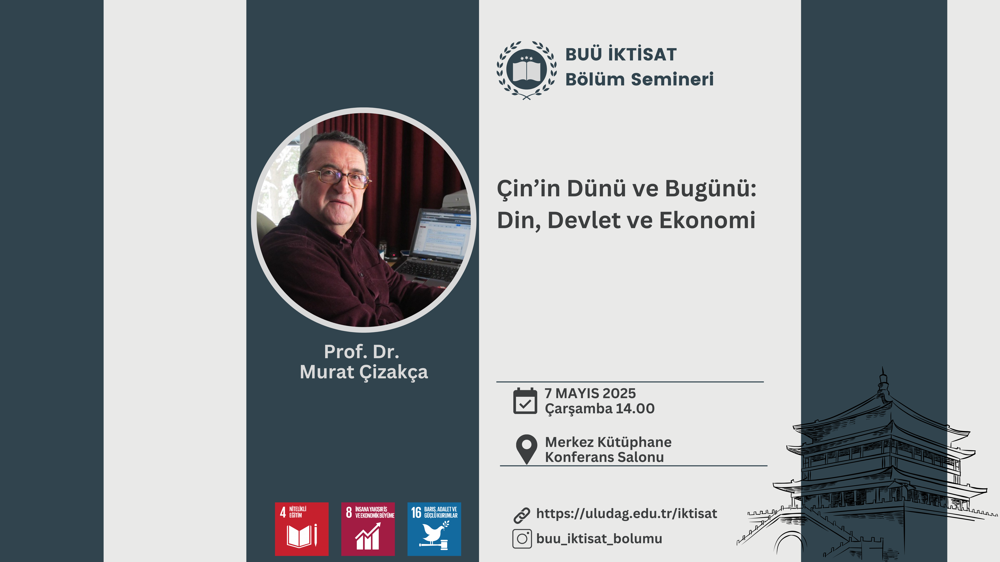 BUÜ İKTİSAT
Bölüm Semineri
Çin’in Dünü ve Bugünü:
Din, Devlet ve Ekonomi
Prof. Dr.
Murat Çizakça
7 MAYIS 2025
Çarşamba 14.00
Merkez Kütüphane
Konferans Salonu
4 NİTELİKLİ
EĞİTİM
8 İNSANA YAKIŞIR İŞ
VE EKONOMİK BÜYÜME
16 BARIŞ, ADALET VE
GÜÇLÜ KURUMLAR
https://uludag.edu.tr/iktisat
buu_iktisat_bolumu